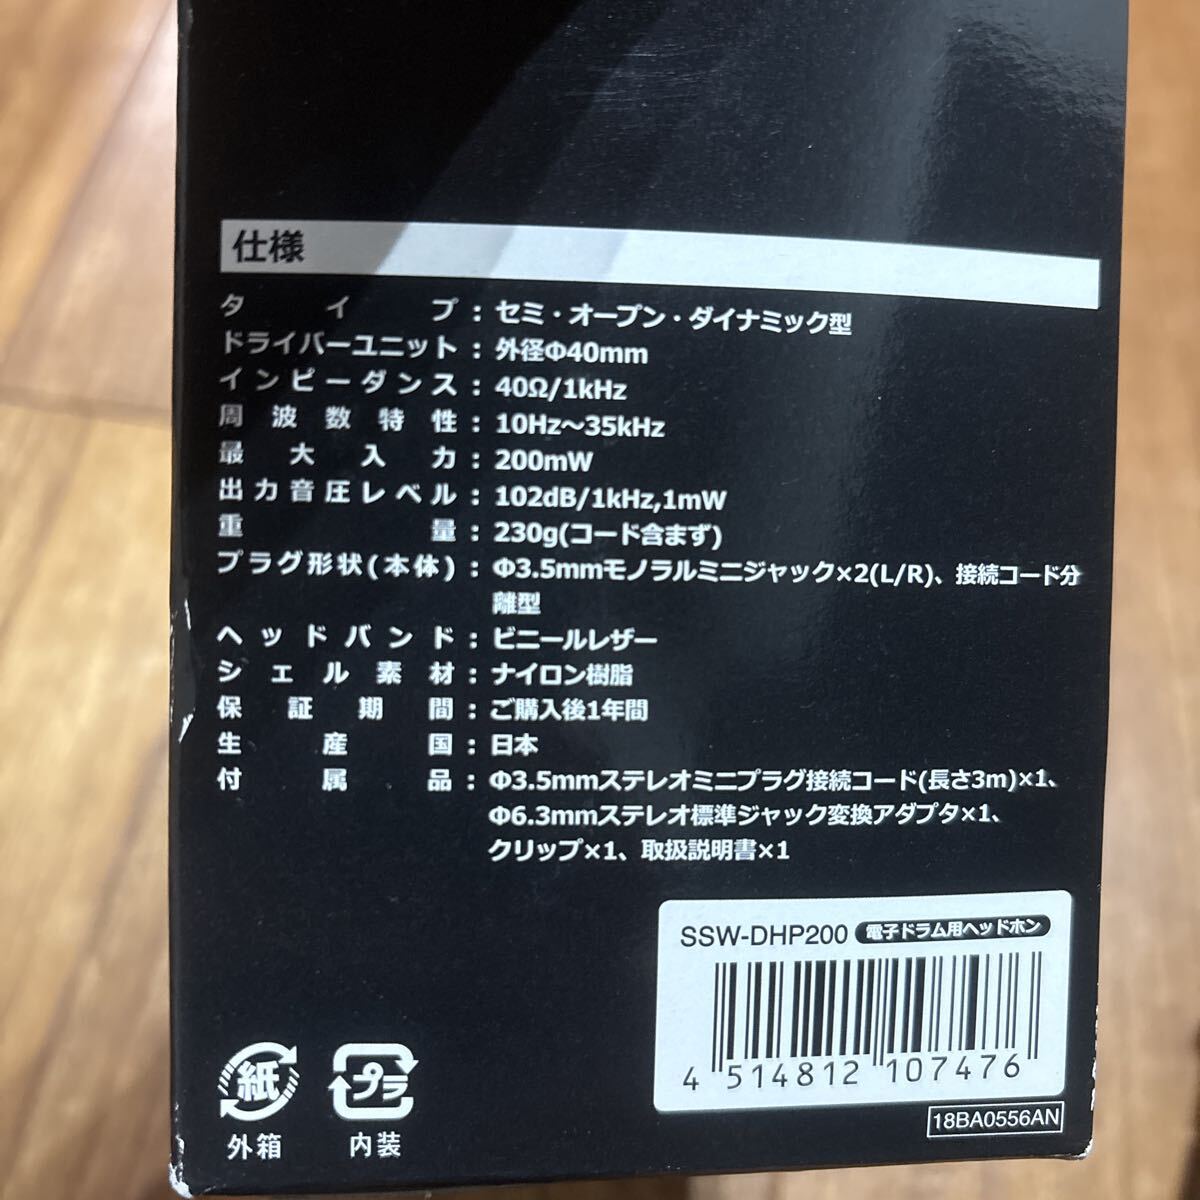 仕様
タイプ：セミ・オープン・ダイナミック型
ドライバーユニット：外径Φ40mm
インピーダンス：40Ω/1kHz
周波数特性：10Hz～35kHz
最大入力：200mW
出力音圧レベル：102dB/1kHz,1mW
重量：230g(コード含まず)
プラグ形状(本体)：Φ3.5mmモノラルミニジャック×2(L/R)、接続コード分
離型
ヘッドバンド：ビニールレザー
シェル素材：ナイロン樹脂
保証期間：ご購入後1年間
生産国：日本
付属品：Φ3.5mmステレオミニプラグ接続コード(長さ3m)×1、
Φ6.3mmステレオ標準ジャック変換アダプタ×1、
クリップ×1、取扱説明書×1
SSW-DHP200 電子ドラム用ヘッドホン
4 514812 107476
18BA0556AN
紙 プラ
外箱 内装